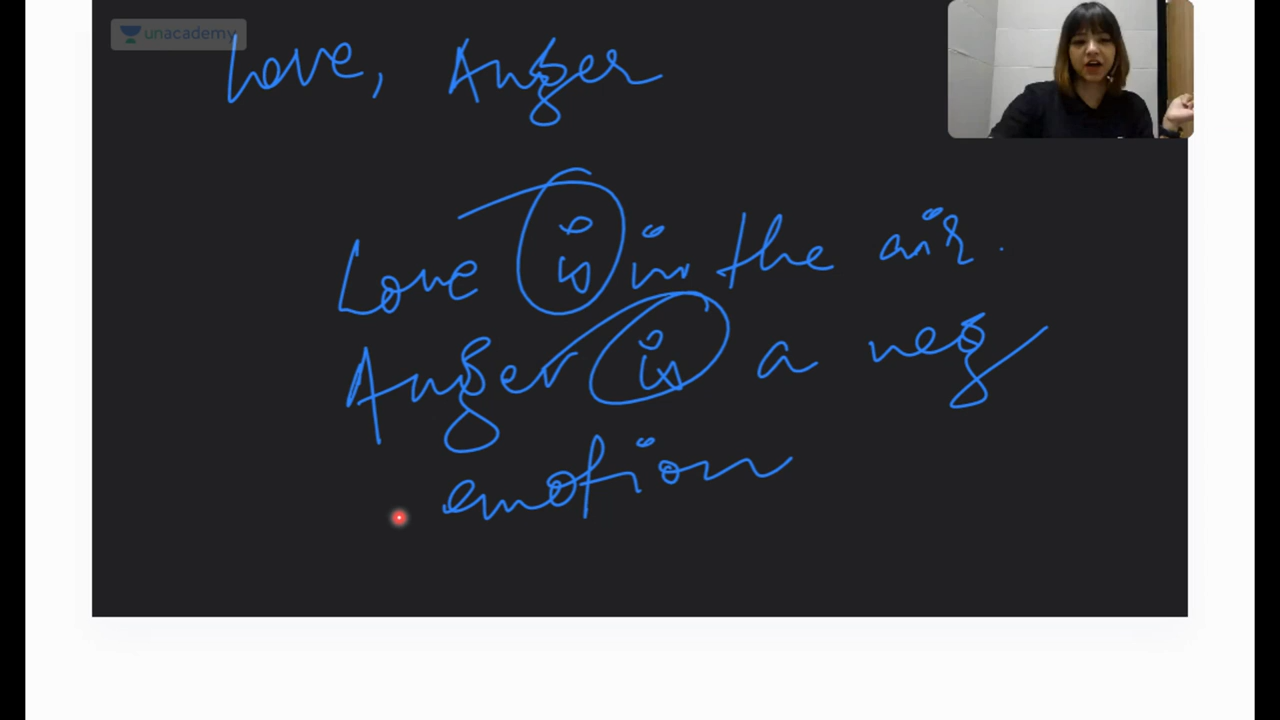 unacademy
Love, Anger
Love is in the air.
Anger is a neg
emotion